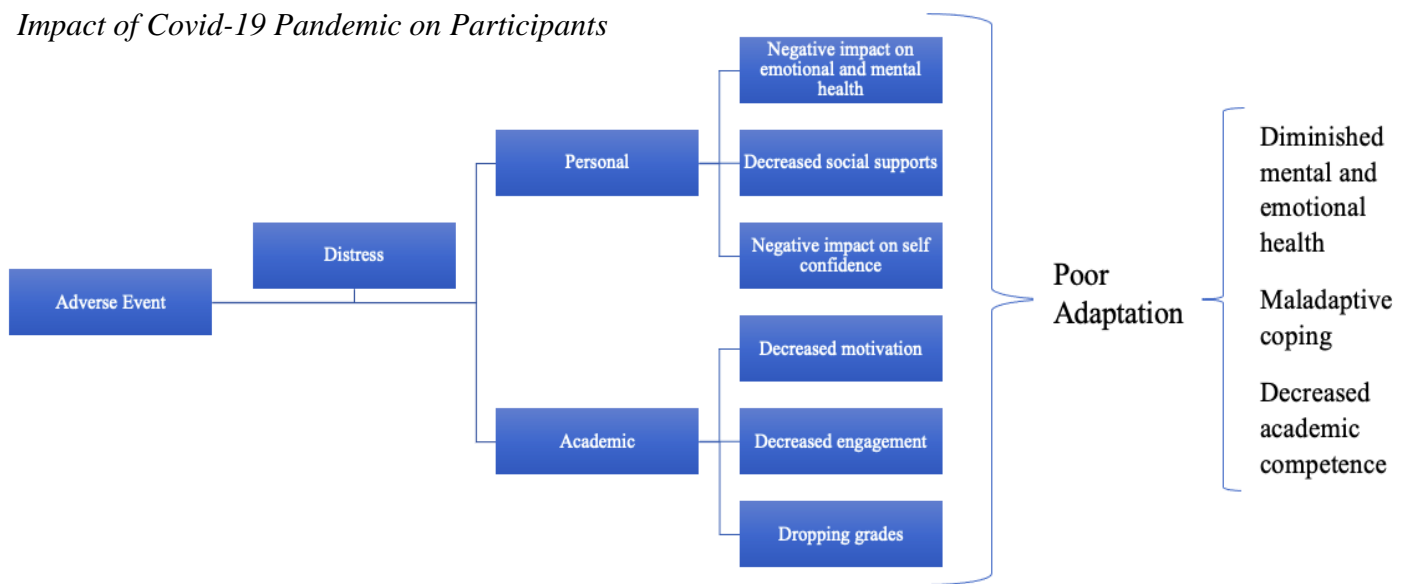 Impact of Covid-19 Pandemic on Participants
Negative impact on
emotional and mental
health
Personal
Decreased social supports
Distress
Negative impact on self
confidence
Adverse Event
Decreased motivation
Academic
Decreased engagement
Dropping grades
Poor
Adaptation
Diminished
mental and
emotional
health
Maladaptive
coping
Decreased
academic
competence